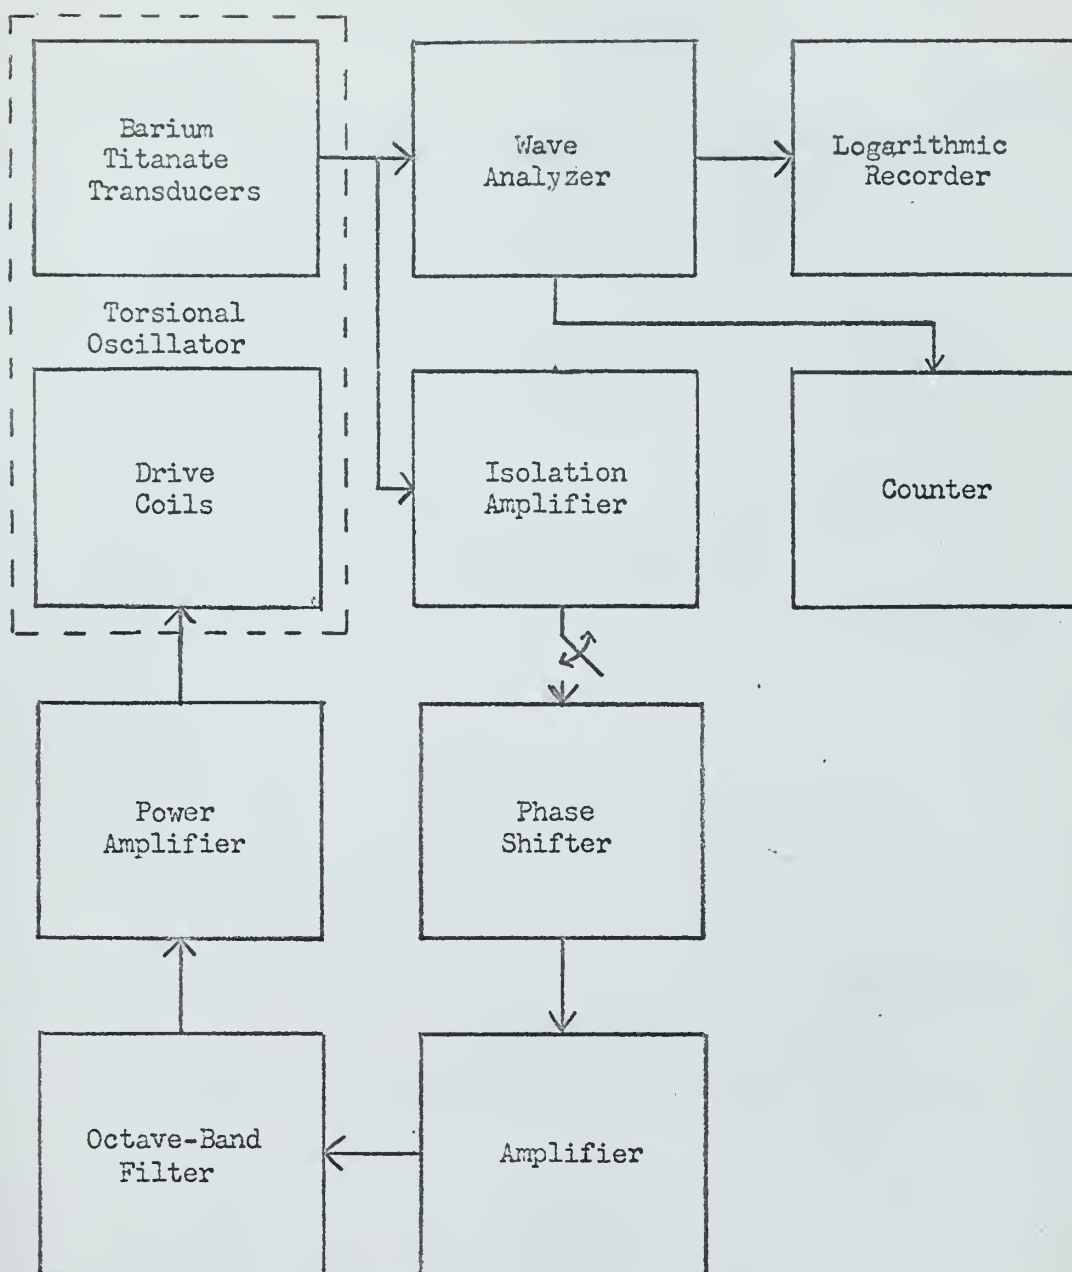 Barium
Titanate
Transducers
Wave
Analyzer
Logarithmic
Recorder
Torsional
Oscillator
Drive
Coils
Isolation
Amplifier
Counter
Power
Amplifier
Phase
Shifter
Octave-Band
Filter
Amplifier